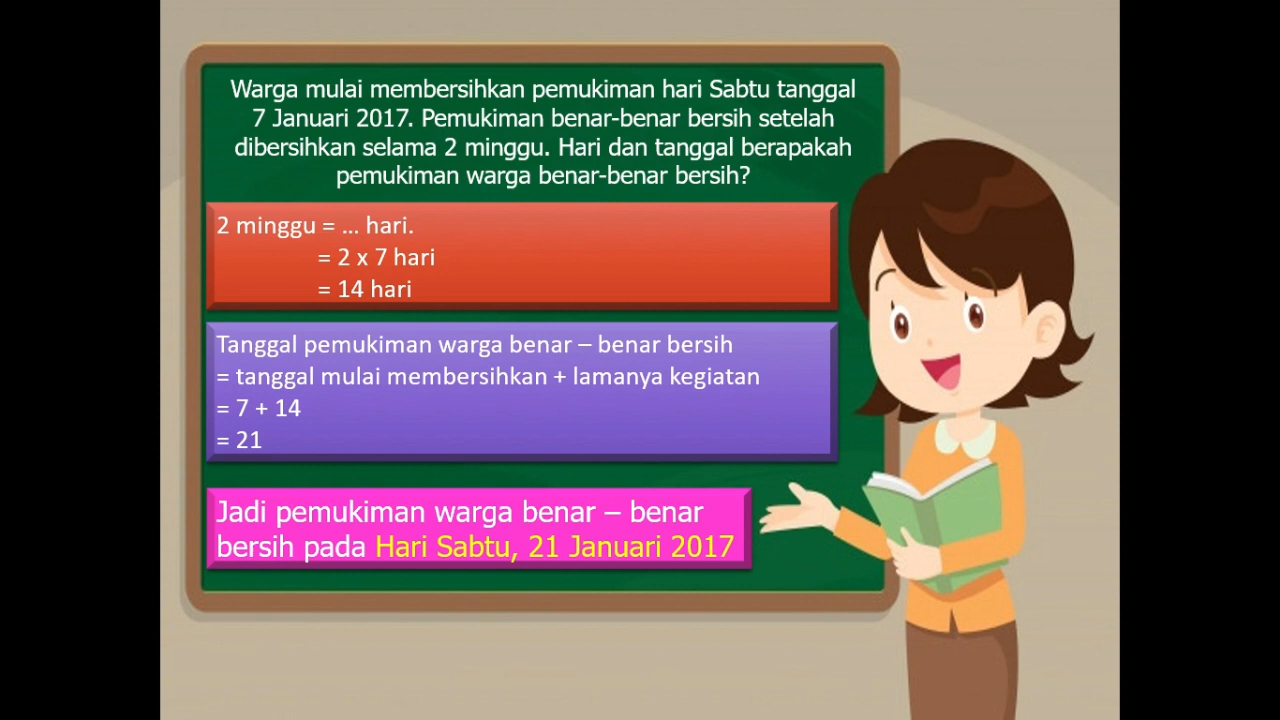 Warga mulai membersihkan pemukiman hari Sabtu tanggal
7 Januari 2017. Pemukiman benar-benar bersih setelah
dibersihkan selama 2 minggu. Hari dan tanggal berapakah
pemukiman warga benar-benar bersih?
2 minggu = ... hari.
= 2 x 7 hari
= 14 hari
Tanggal pemukiman warga benar – benar bersih
= tanggal mulai membersihkan + lamanya kegiatan
= 7 + 14
= 21
Jadi pemukiman warga benar – benar
bersih pada Hari Sabtu, 21 Januari 2017